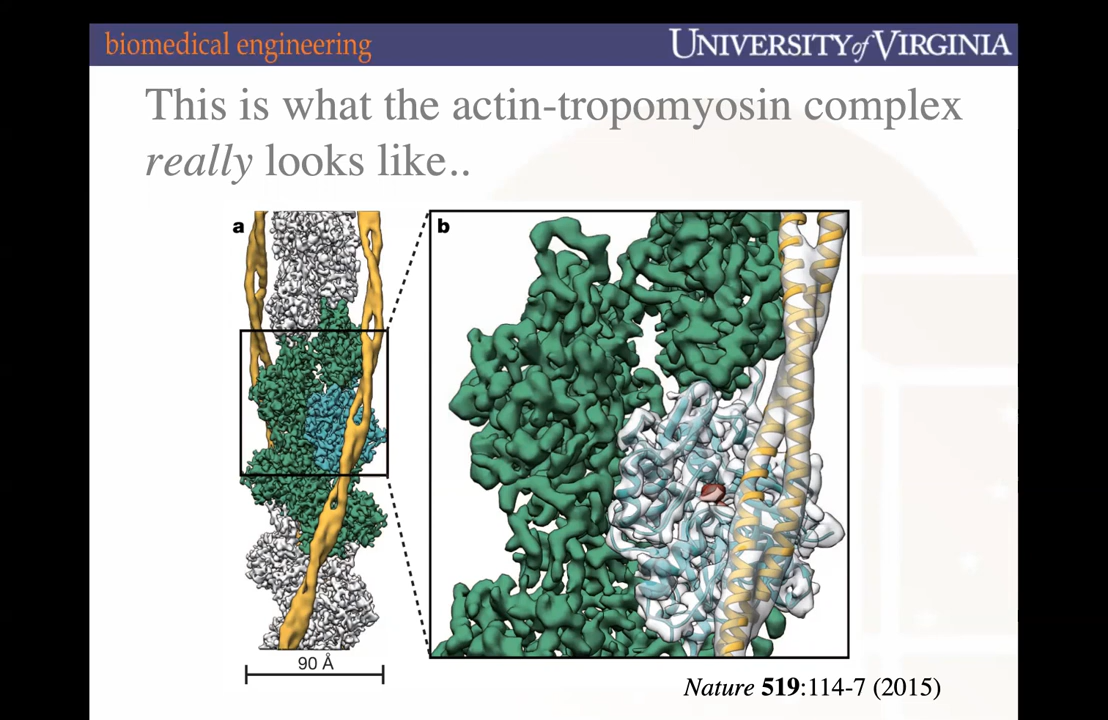 biomedical engineering
UNIVERSITY of VIRGINIA
This is what the actin-tropomyosin complex
really looks like..
a
b
90 Å
Nature 519:114-7 (2015)